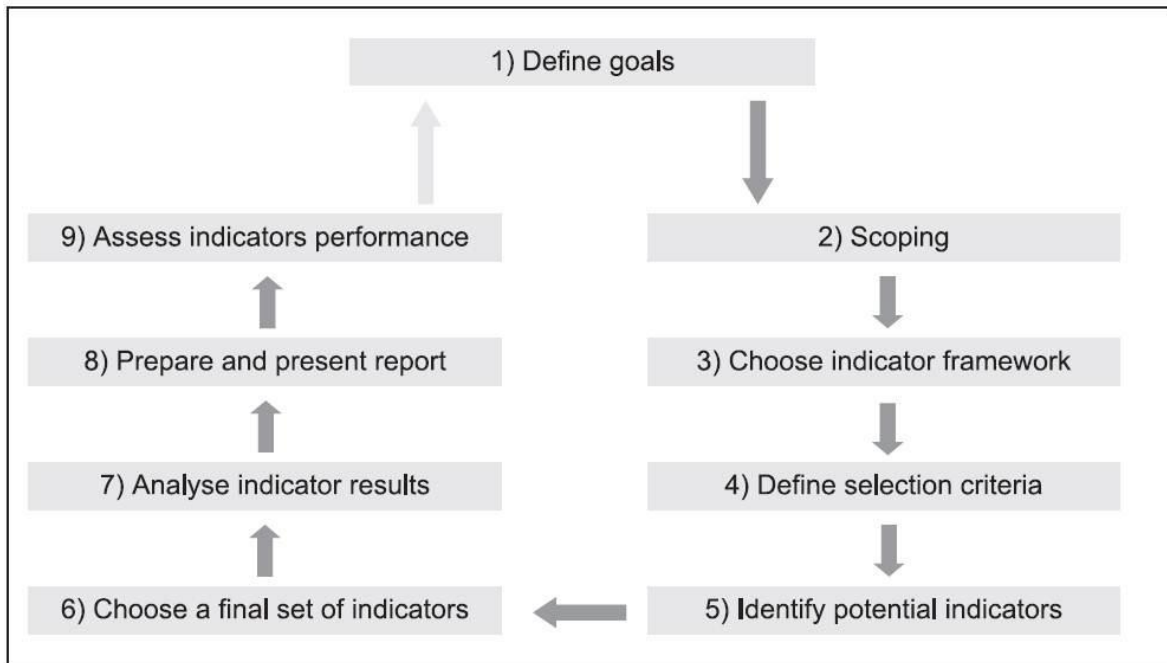 1) Define goals
2) Scoping
3) Choose indicator framework
4) Define selection criteria
5) Identify potential indicators
6) Choose a final set of indicators
7) Analyse indicator results
8) Prepare and present report
9) Assess indicators performance